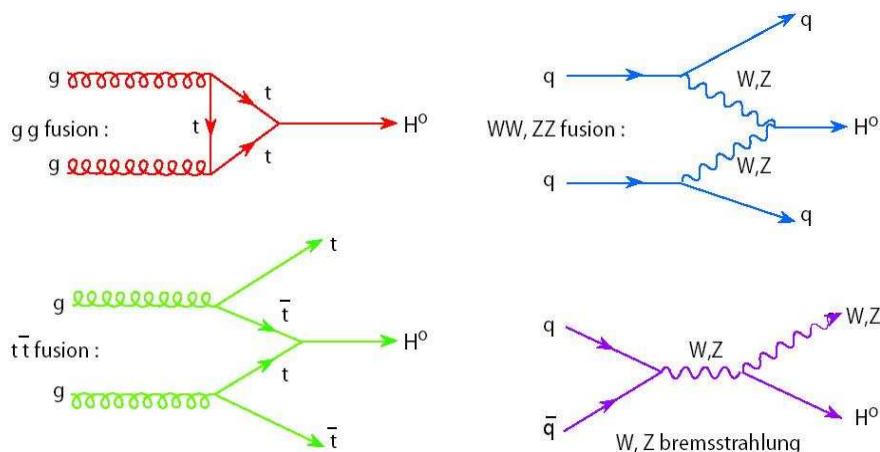 g
t
g g fusion :
t
H⁰
t
g
q
q
W,Z
WW, ZZ fusion :
H⁰
W,Z
q
q
t
g
t̅
t t̅ fusion :
H⁰
t
g
t̅
q
W,Z
W,Z
q̅
H⁰
W, Z bremsstrahlung